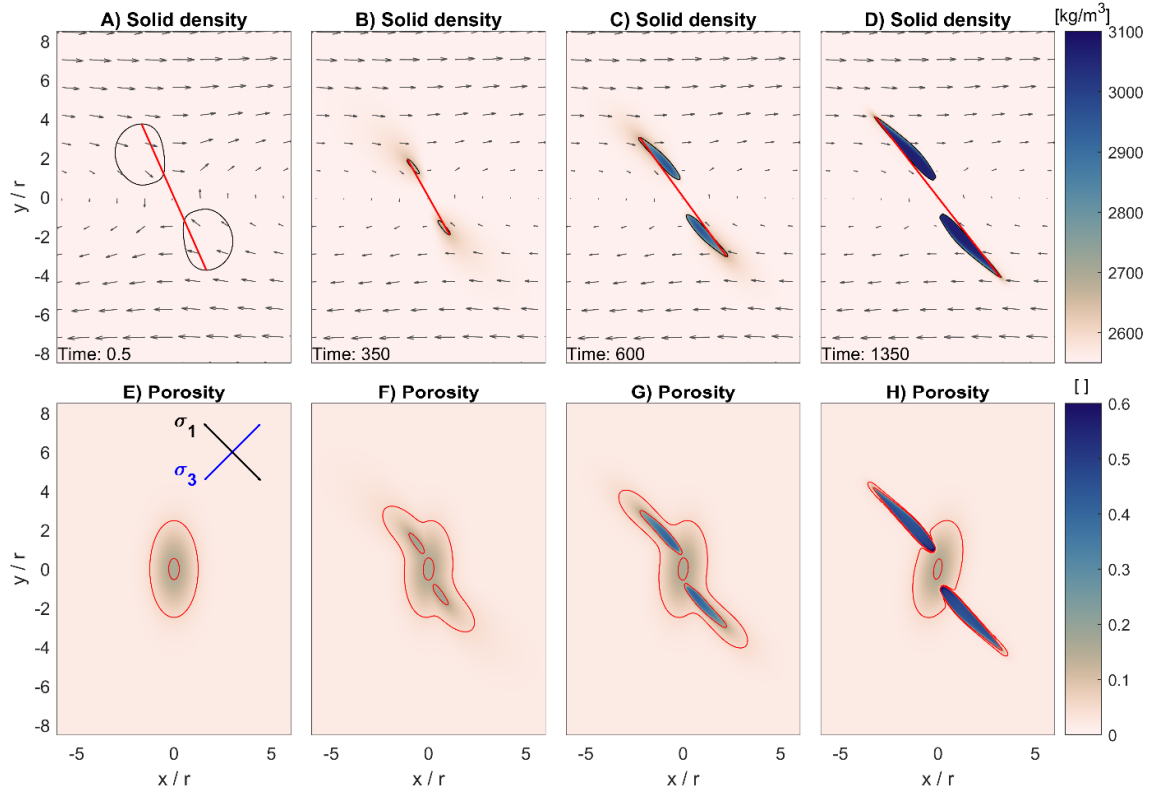 A) Solid density
B) Solid density
C) Solid density
D) Solid density
[kg/m³]
8
6
4
2
0
-2
-4
-6
-8
y / r
Time: 0.5
Time: 350
Time: 600
Time: 1350
3100
3000
2900
2800
2700
2600
E) Porosity
F) Porosity
G) Porosity
H) Porosity
[ ]
8
6
4
2
0
-2
-4
-6
-8
y / r
σ₁
σ₃
0.6
0.5
0.4
0.3
0.2
0.1
0
-5 0 5
-5 0 5
-5 0 5
-5 0 5
x / r
x / r
x / r
x / r